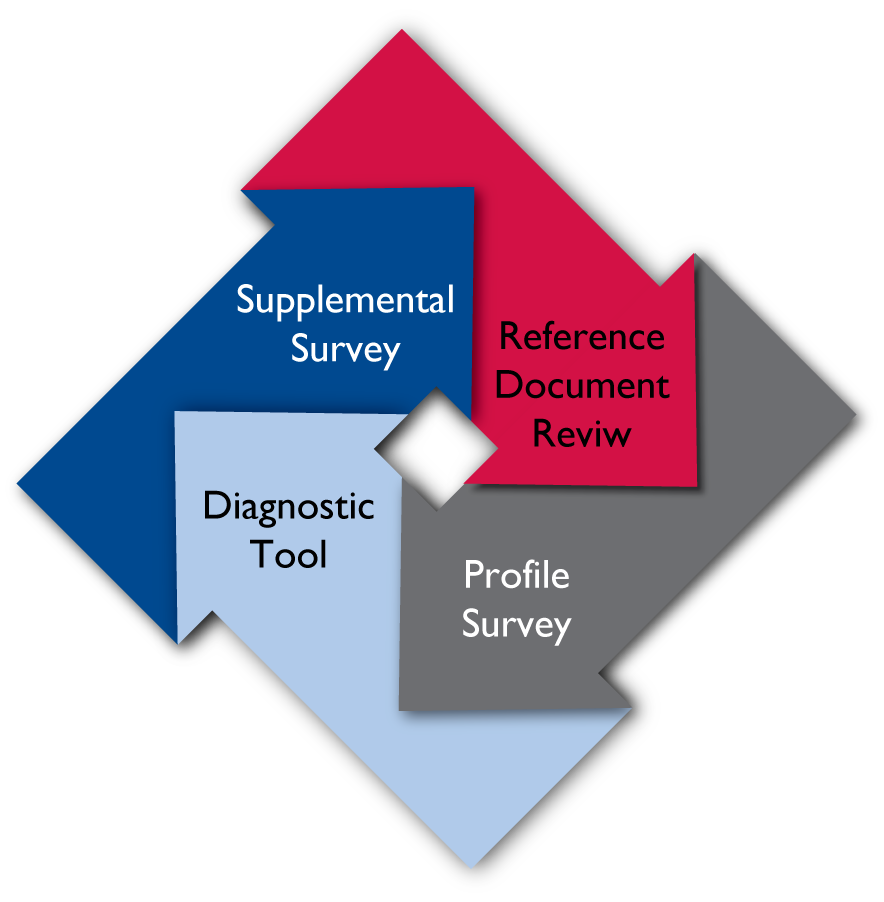 Supplemental
Survey
Reference
Document
Reviw
Diagnostic
Tool
Profile
Survey